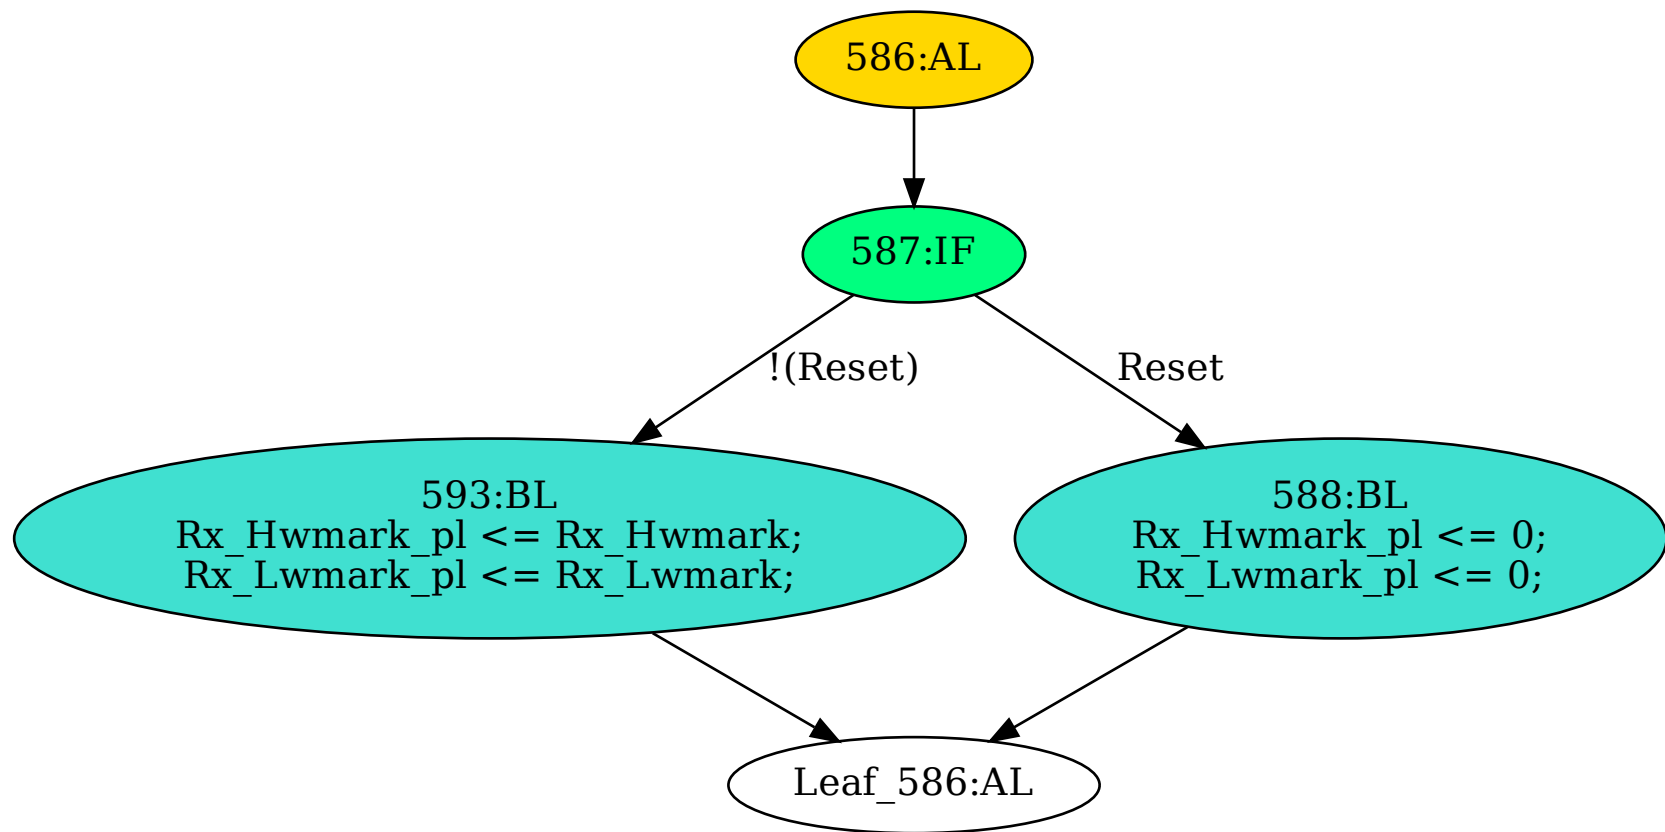 586:AL
587:IF
!(Reset)
Reset
593:BL
Rx_Hwmark_pl <= Rx_Hwmark;
Rx_Lwmark_pl <= Rx_Lwmark;
588:BL
Rx_Hwmark_pl <= 0;
Rx_Lwmark_pl <= 0;
Leaf_586:AL